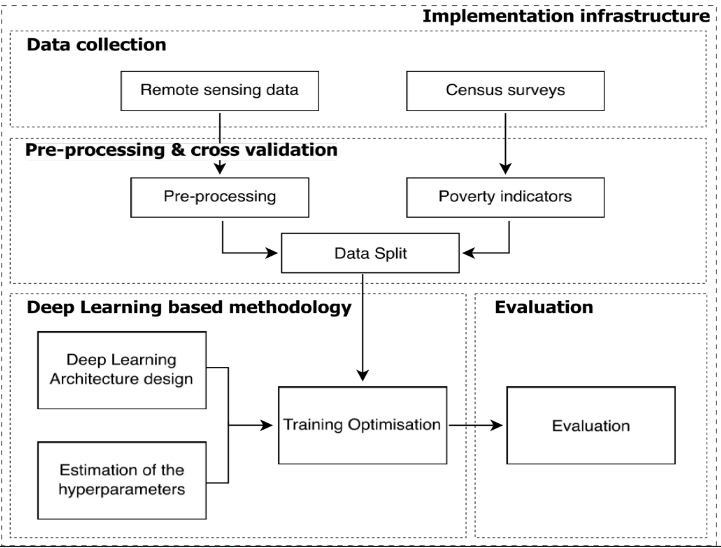 Implementation infrastructure
Data collection
Remote sensing data
Census surveys
Pre-processing & cross validation
Pre-processing
Poverty indicators
Data Split
Deep Learning based methodology
Evaluation
Deep Learning
Architecture design
Training Optimisation
Evaluation
Estimation of the
hyperparameters